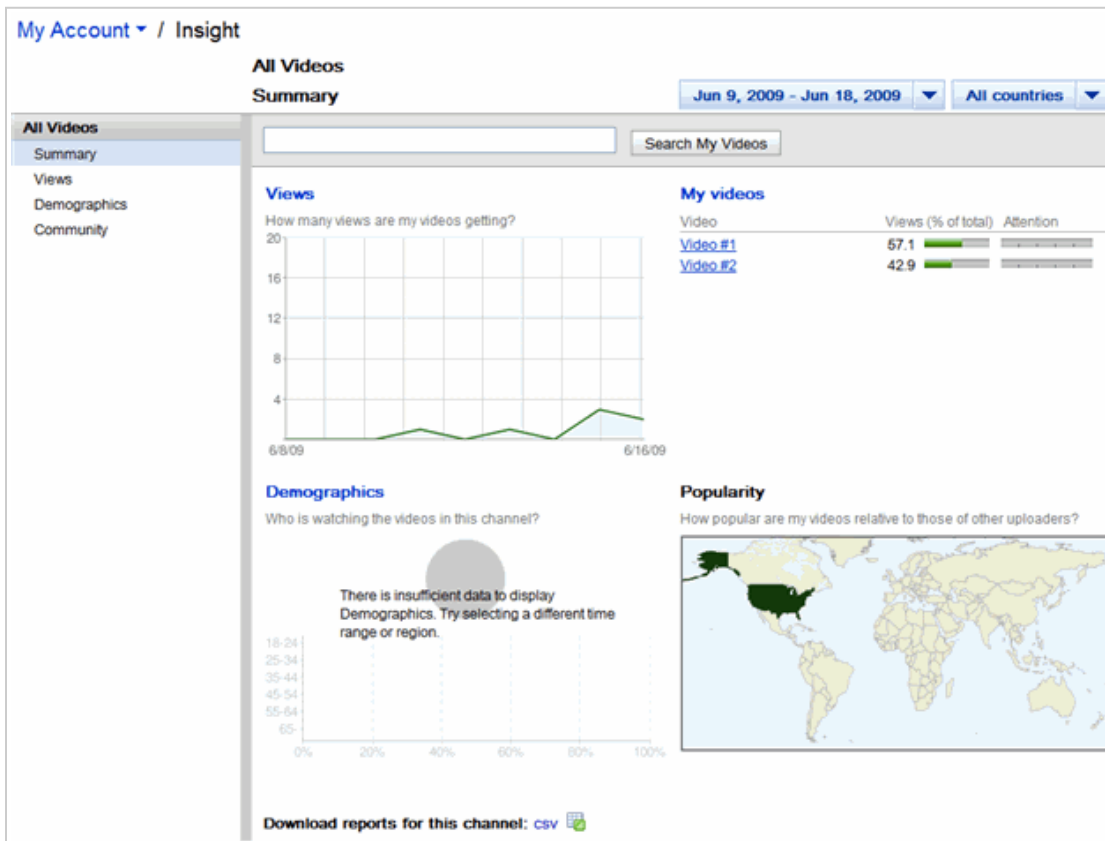 My Account / Insight
All Videos
Summary
Jun 9, 2009 - Jun 18, 2009
All countries
All Videos
Summary
Views
Demographics
Community
Search My Videos
Views
How many views are my videos getting?
20
16
12
8
4
6/8/09
6/16/09
My videos
Video Views (% of total) Attention
Video #1 57.1
Video #2 42.9
Demographics
Who is watching the videos in this channel?
There is insufficient data to display
Demographics. Try selecting a different time
range or region.
18-24
25-34
35-44
45-54
55-64
65-
0% 20% 40% 60% 80% 100%
Popularity
How popular are my videos relative to those of other uploaders?
Download reports for this channel: csv